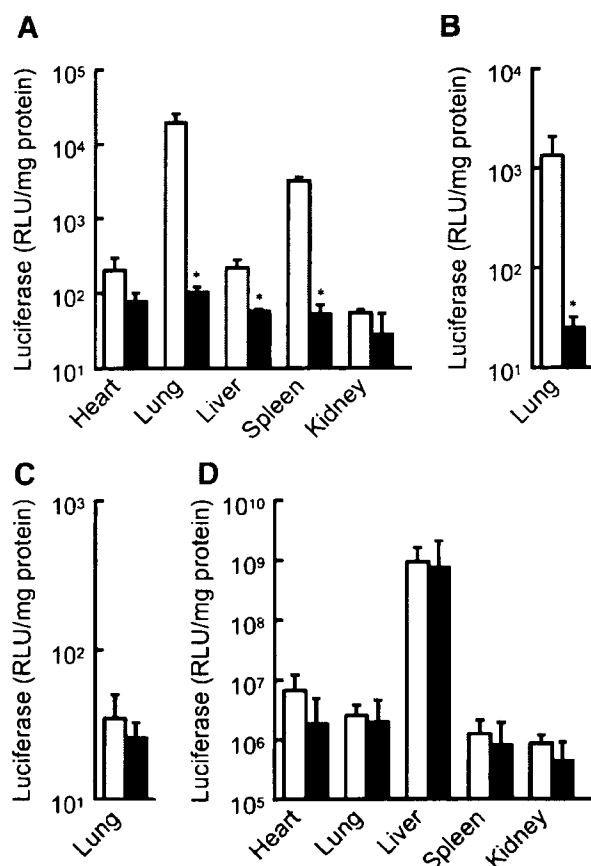 A
Luciferase (RLU/mg protein)
10⁵
10⁴
10³
10²
10¹
Heart
Lung
*
Liver
*
Spleen
*
Kidney
B
Luciferase (RLU/mg protein)
10⁴
10³
10²
10¹
*
Lung
C
Luciferase (RLU/mg protein)
10³
10²
10¹
Lung
D
Luciferase (RLU/mg protein)
10¹⁰
10⁹
10⁸
10⁷
10⁶
10⁵
Heart
Lung
Liver
Spleen
Kidney